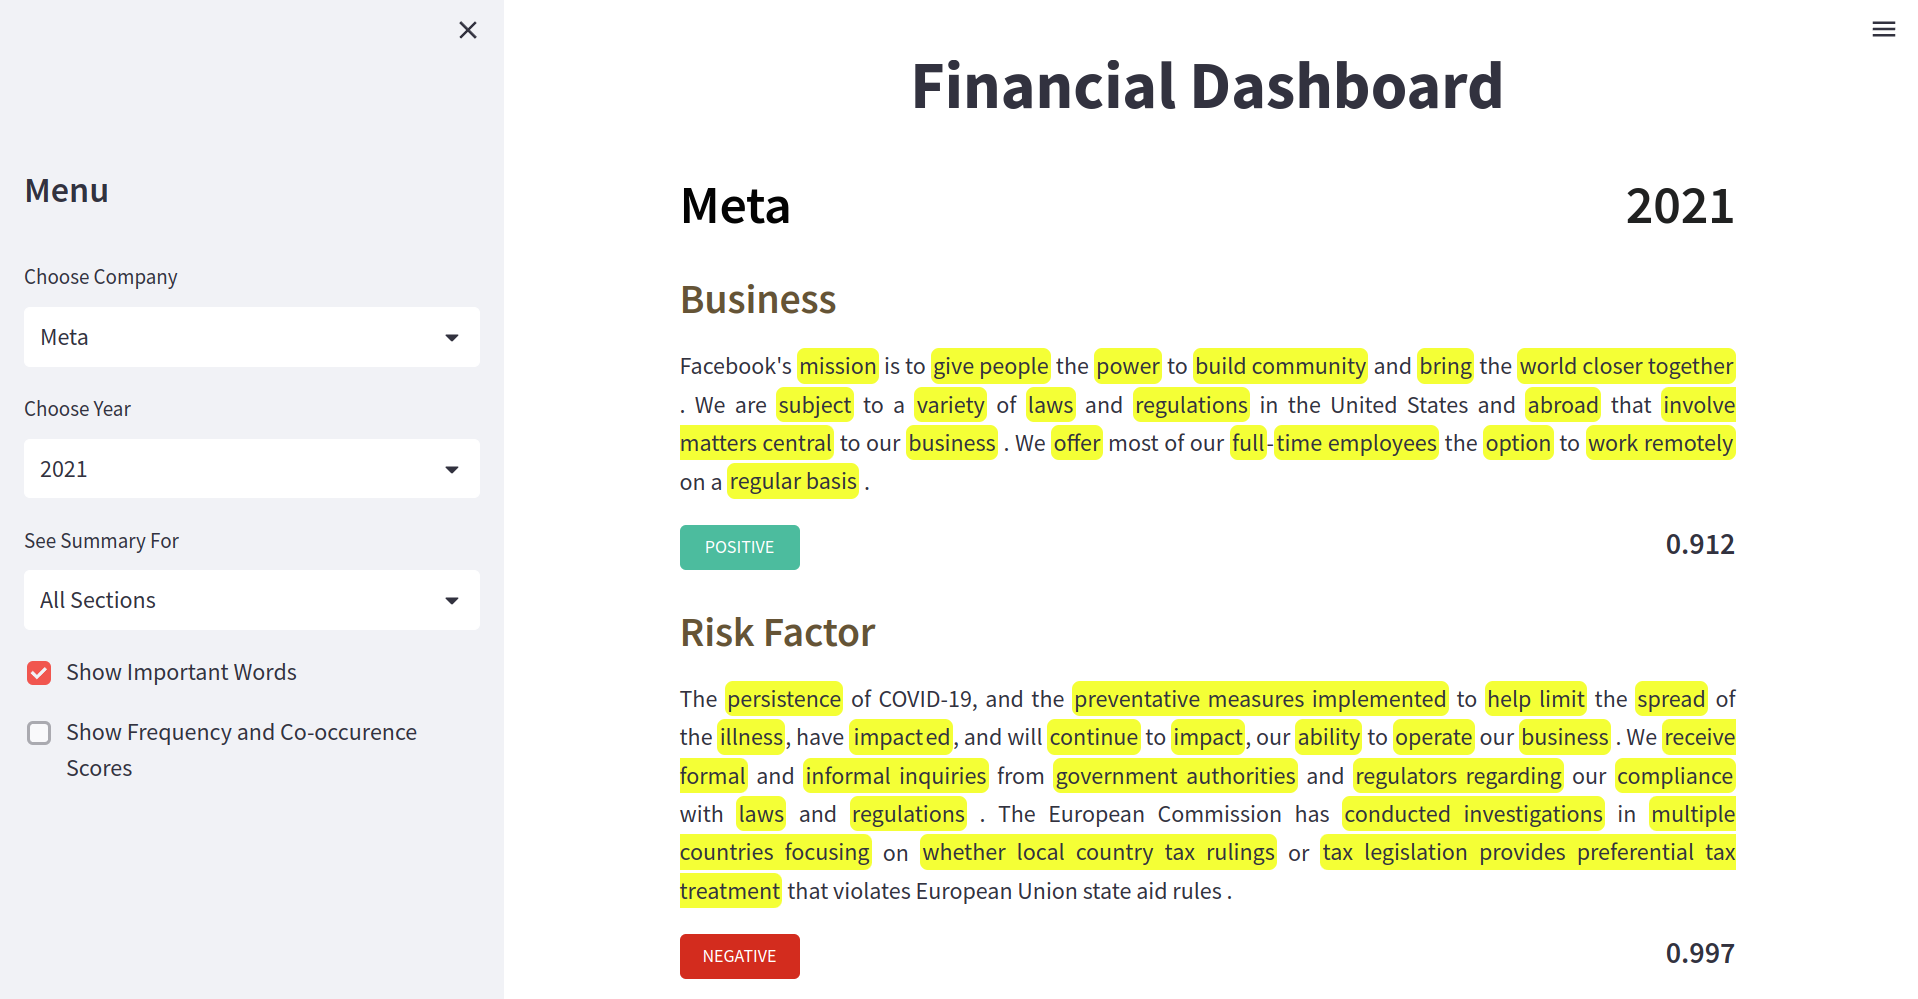 Financial Dashboard
Menu
Choose Company
Meta
Choose Year
2021
See Summary For
All Sections
Show Important Words
Show Frequency and Co-occurence
Scores
Meta
2021
Business
Facebook's mission is to give people the power to build community and bring the world closer together
. We are subject to a variety of laws and regulations in the United States and abroad that involve
matters central to our business . We offer most of our full-time employees the option to work remotely
on a regular basis .
POSITIVE
0.912
Risk Factor
The persistence of COVID-19, and the preventative measures implemented to help limit the spread of
the illness, have impacted, and will continue to impact, our ability to operate our business . We receive
formal and informal inquiries from government authorities and regulators regarding our compliance
with laws and regulations . The European Commission has conducted investigations in multiple
countries focusing on whether local country tax rulings or tax legislation provides preferential tax
treatment that violates European Union state aid rules .
NEGATIVE
0.997